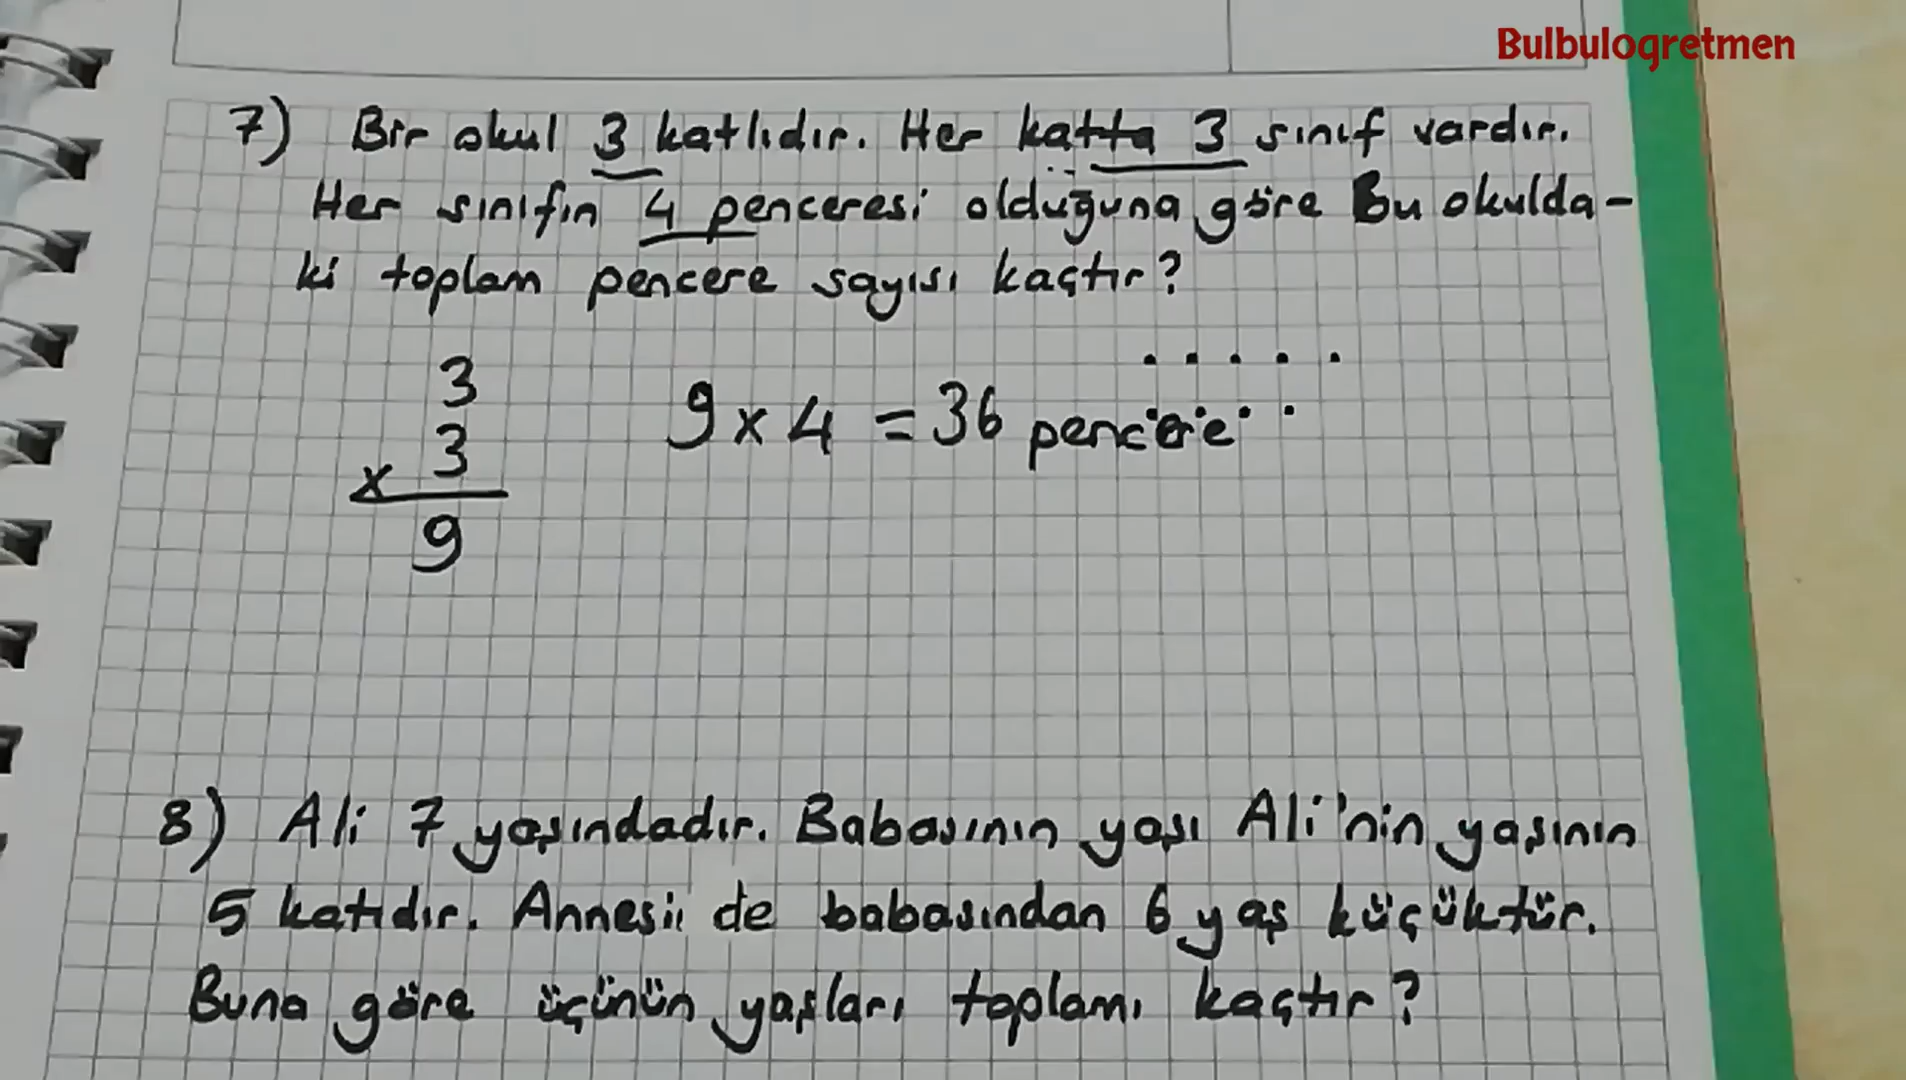 Bulbulogretmen
7) Bir okul 3 katlıdır. Her katta 3 sınıf vardır.
Her sınıfın 4 penceresi olduğuna göre Bu okulda-
ki toplam pencere sayısı kaçtır?
3
3
x
9
9 x 4 = 36 pencere
8) Ali 7 yaşındadır. Babasının yaşı Ali'nin yaşının
5 katıdır. Annesi de babasından 6 yaş küçüktür.
Buna göre üçünün yaşları toplamı kaçtır?